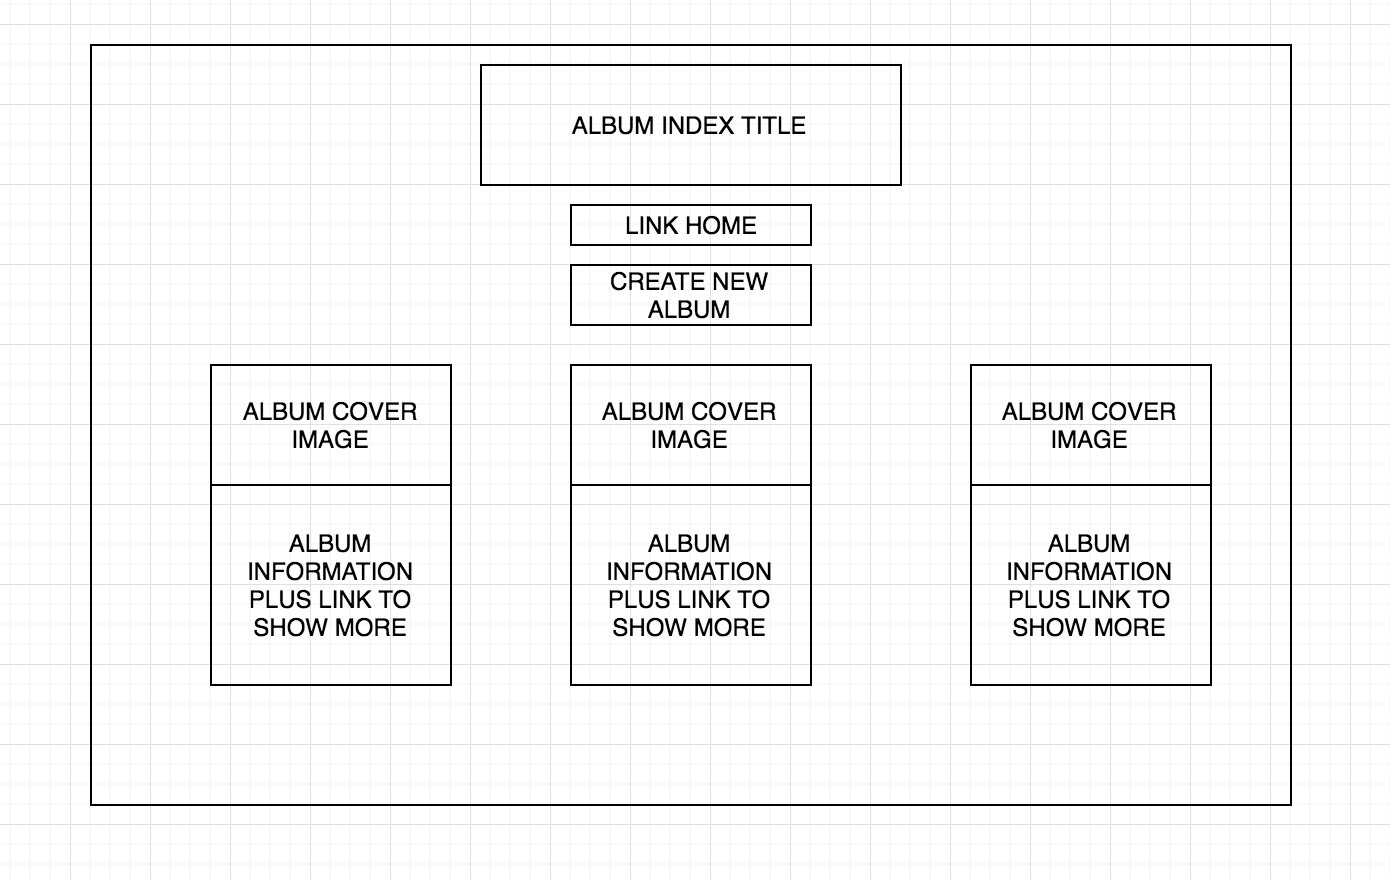 ALBUM INDEX TITLE
LINK HOME
CREATE NEW
ALBUM
ALBUM COVER
IMAGE
ALBUM
INFORMATION
PLUS LINK TO
SHOW MORE
ALBUM COVER
IMAGE
ALBUM
INFORMATION
PLUS LINK TO
SHOW MORE
ALBUM COVER
IMAGE
ALBUM
INFORMATION
PLUS LINK TO
SHOW MORE